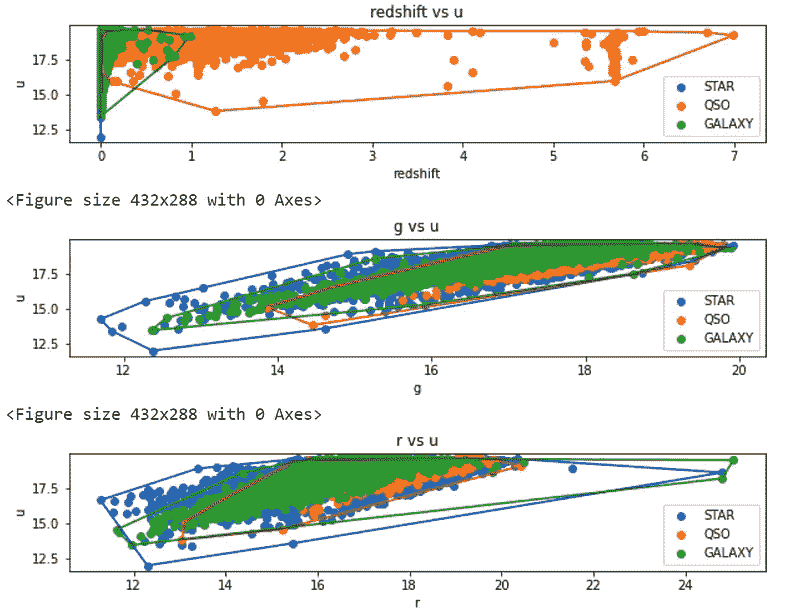 redshift vs u
17.5
15.0
12.5
u
STAR
QSO
GALAXY
0 1 2 3 4 5 6 7
redshift
<Figure size 432x288 with 0 Axes>
g vs u
17.5
15.0
12.5
u
STAR
QSO
GALAXY
12 14 16 18 20
g
<Figure size 432x288 with 0 Axes>
r vs u
17.5
15.0
12.5
u
STAR
QSO
GALAXY
12 14 16 18 20 22 24
r